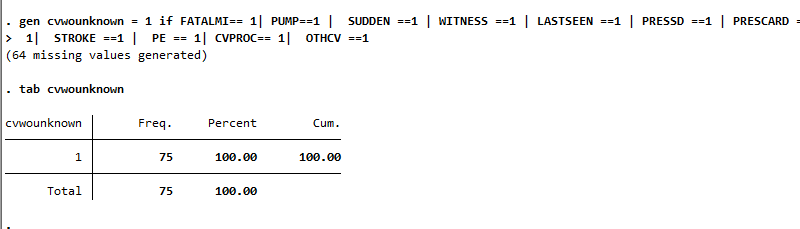 . gen cvwounknown = 1 if FATALMI== 1| PUMP==1 |  SUDDEN ==1 | WITNESS ==1 | LASTSEEN ==1 | PRESSD ==1 | PRESCARD =
>  1|  STROKE ==1 |  PE == 1| CVPROC== 1|  OTHCV ==1
(64 missing values generated)
. tab cvwounknown
cvwounknown | Freq. Percent Cum.
1 | 75 100.00 100.00
Total | 75 100.00
.